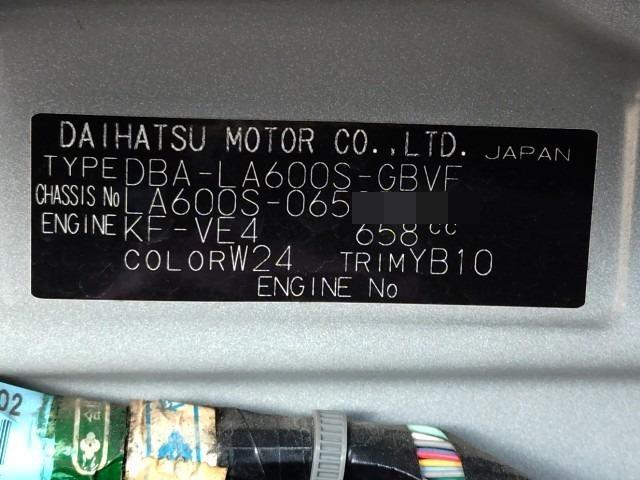 DAIHATSU MOTOR CO.,LTD. JAPAN
TYPE DBA-LA600S-GBVF
CHASSIS No LA600S-065
ENGINE KF-VE4 658 cc
COLOR W24 TRIM YB10
ENGINE No
02